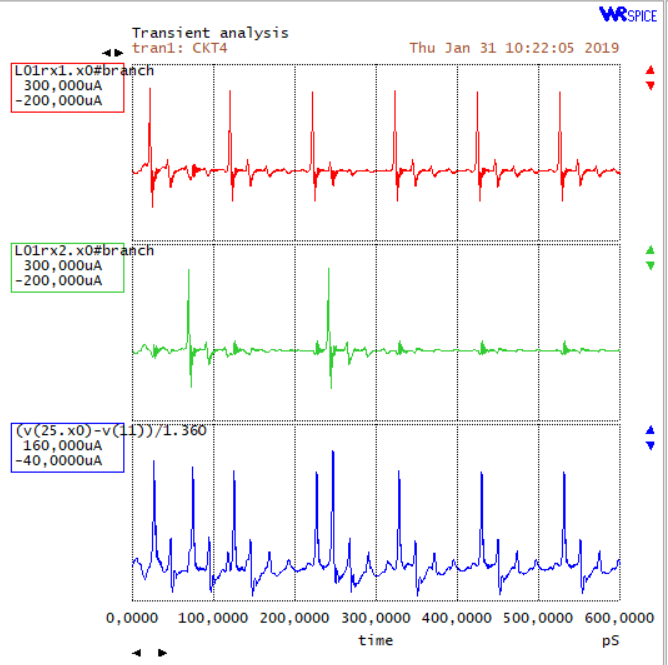 WRSPICE
Transient analysis
tran1: CKT4 Thu Jan 31 10:22:05 2019
L01rx1.x0#branch
300,000uA
-200,000uA
L01rx2.x0#branch
300,000uA
-200,000uA
(v(25.x0)-v(11))/1.360
160,000uA
-40,0000uA
0,0000 100,0000 200,0000 300,0000 400,0000 500,0000 600,0000
time pS